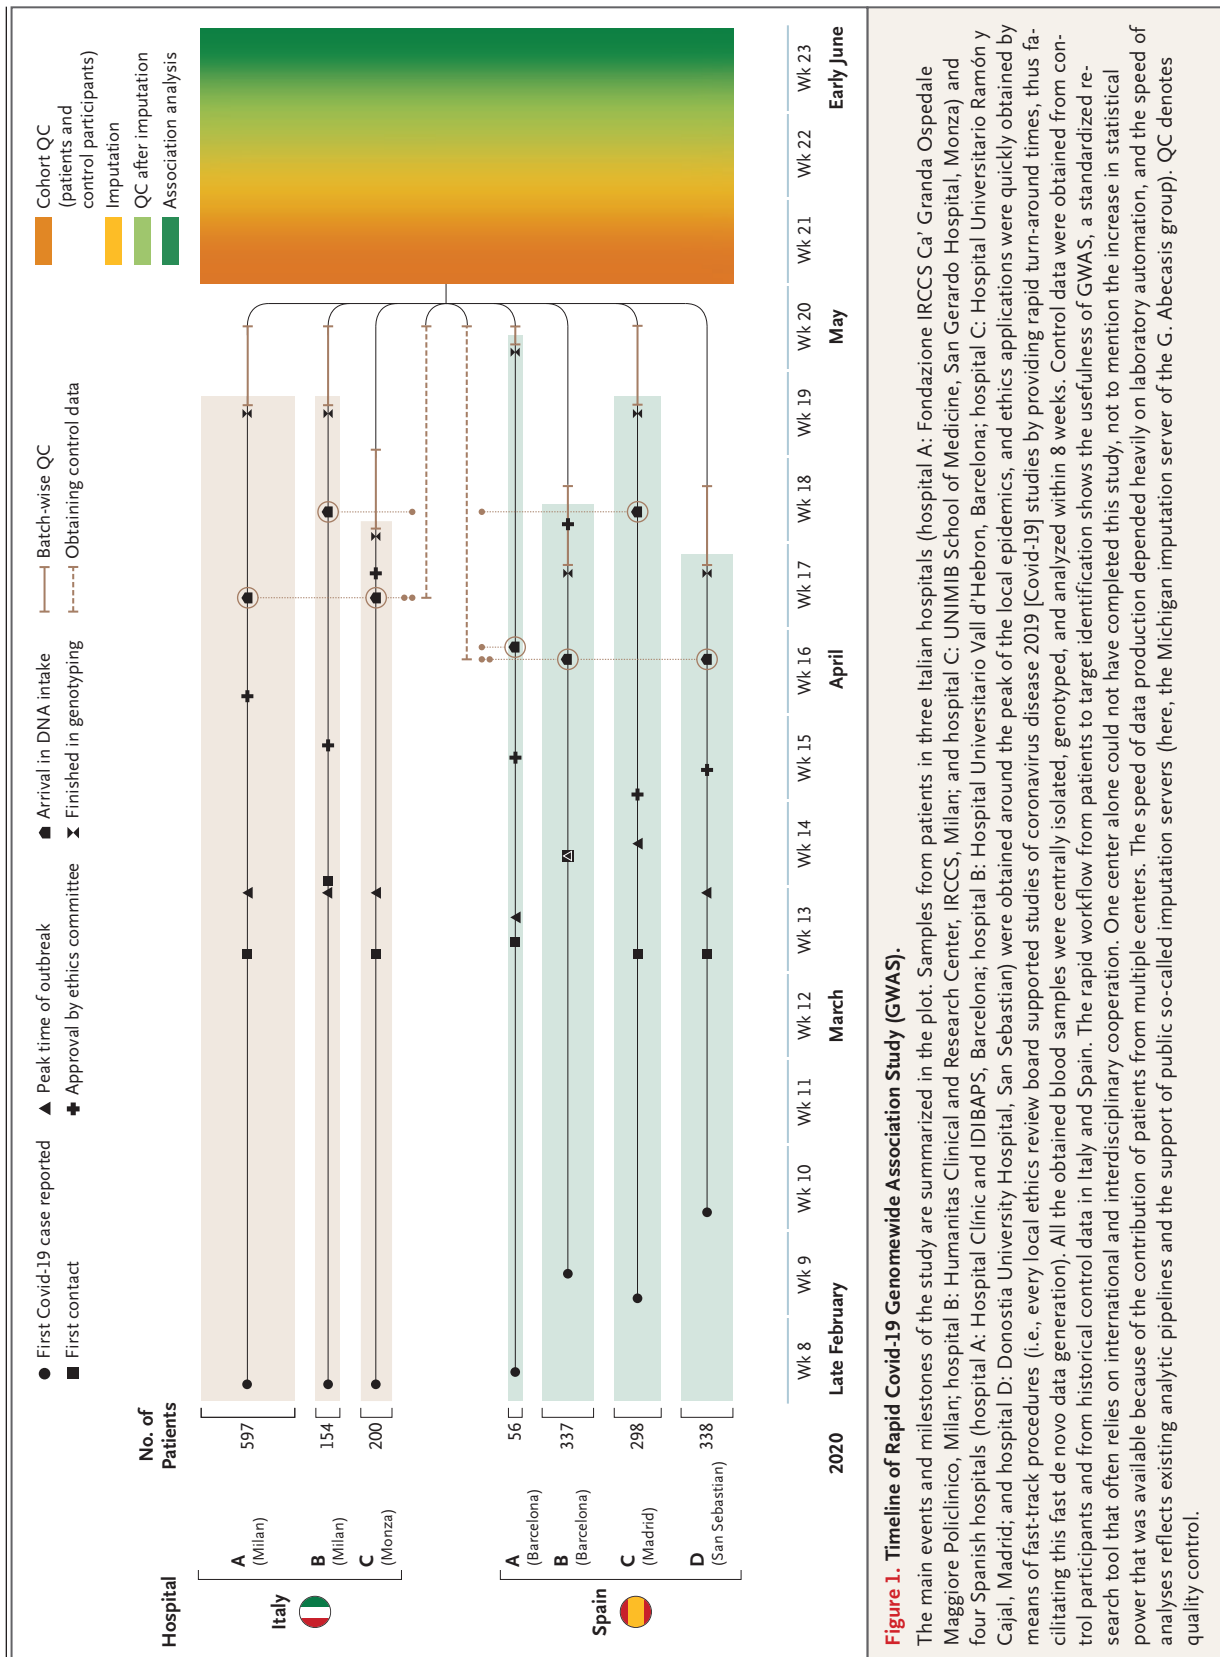 ● First Covid-19 case reported
■ First contact
▲ Peak time of outbreak
✚ Approval by ethics committee
Arrival in DNA intake
Finished in genotyping
Batch-wise QC
Obtaining control data
Cohort QC
(patients and
control participants)
Imputation
QC after imputation
Association analysis
Hospital
No. of
Patients
Italy
A
(Milan)
597
B
(Milan)
154
C
(Monza)
200
Spain
A
(Barcelona)
56
B
(Barcelona)
337
C
(Madrid)
298
D
(San Sebastian)
338
Wk 8
Wk 9
Wk 10
Wk 11
Wk 12
Wk 13
Wk 14
Wk 15
Wk 16
Wk 17
Wk 18
Wk 19
Wk 20
Wk 21
Wk 22
Wk 23
2020
Late February
March
April
May
Early June
Figure 1. Timeline of Rapid Covid-19 Genomewide Association Study (GWAS).
The main events and milestones of the study are summarized in the plot. Samples from patients in three Italian hospitals (hospital A: Fondazione IRCCS Ca' Granda Ospedale
Maggiore Policlinico, Milan; hospital B: Humanitas Clinical and Research Center, IRCCS, Milan; and hospital C: UNIMIB School of Medicine, San Gerardo Hospital, Monza) and
four Spanish hospitals (hospital A: Hospital Clínic and IDIBAPS, Barcelona; hospital B: Hospital Universitario Vall d'Hebron, Barcelona; hospital C: Hospital Universitario Ramón y
Cajal, Madrid; and hospital D: Donostia University Hospital, San Sebastian) were obtained around the peak of the local epidemics, and ethics applications were quickly obtained by
means of fast-track procedures (i.e., every local ethics review board supported studies of coronavirus disease 2019 [Covid-19] studies by providing rapid turn-around times, thus fa-
cilitating this fast de novo data generation). All the obtained blood samples were centrally isolated, genotyped, and analyzed within 8 weeks. Control data were obtained from con-
trol participants and from historical control data in Italy and Spain. The rapid workflow from patients to target identification shows the usefulness of GWAS, a standardized re-
search tool that often relies on international and interdisciplinary cooperation. One center alone could not have completed this study, not to mention the increase in statistical
power that was available because of the contribution of patients from multiple centers. The speed of data production depended heavily on laboratory automation, and the speed of
analyses reflects existing analytic pipelines and the support of public so-called imputation servers (here, the Michigan imputation server of the G. Abecasis group). QC denotes
quality control.